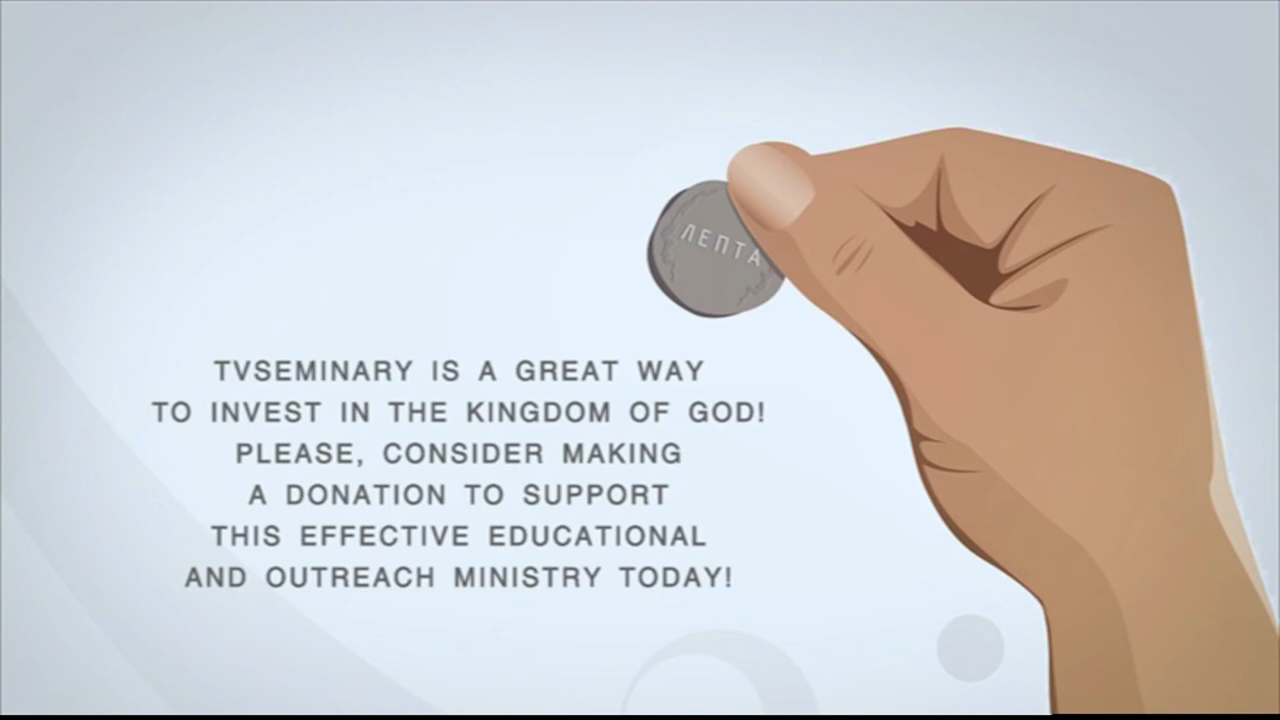 ΛΕΠΤΑ
TVSEMINARY IS A GREAT WAY
TO INVEST IN THE KINGDOM OF GOD!
PLEASE, CONSIDER MAKING
A DONATION TO SUPPORT
THIS EFFECTIVE EDUCATIONAL
AND OUTREACH MINISTRY TODAY!